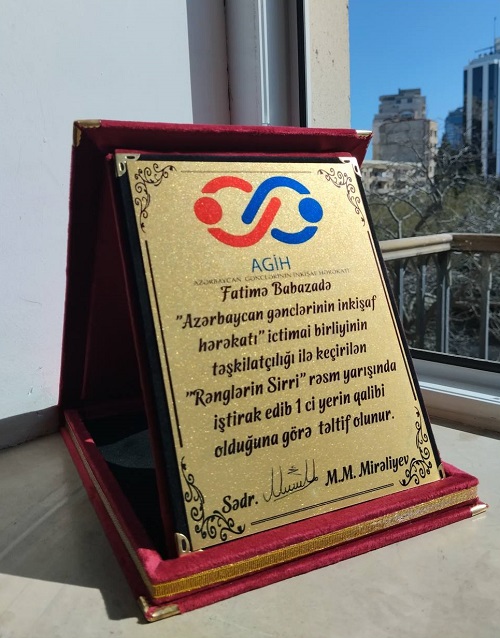 AGİH
AZƏRBAYCAN GƏNCLƏRİNİN İNKİŞAF HƏRƏKATI
Fatimə Babazadə
"Azərbaycan gənclərinin inkişaf
hərəkatı" ictimai birliyinin
təşkilatçılığı ilə keçirilən
"Rənglərin Sirri" rəsm yarışında
iştirak edib 1 ci yerin qalibi
olduğuna görə təltif olunur.
Sədr. M.M. Mirəliyev